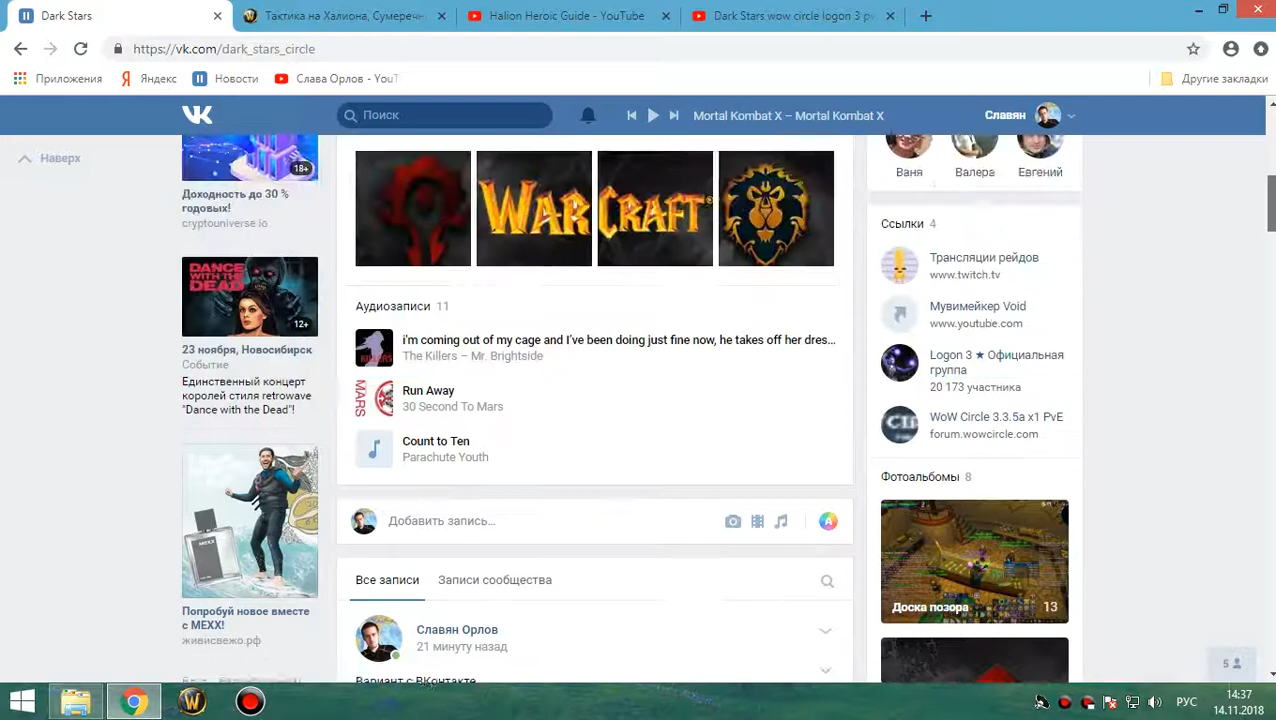 Dark Stars
Тактика на Халиона, Сумеречн
Halion Heroic Guide - YouTube
Dark Stars wow circle logon 3 pv
https://vk.com/dark_stars_circle
Приложения
Яндекс
Новости
Слава Орлов - YouT
Другие закладки
Поиск
Mortal Kombat X – Mortal Kombat X
Славян
Наверх
18+
Доходность до 30 %
годовых!
cryptouniverse.io
DANCE
WITH THE
DEAD
12+
23 ноября, Новосибирск
Событие
Единственный концерт
королей стиля retrowave
"Dance with the Dead"!
MEXX
Попробуй новое вместе
с MEXX!
живисвежо.рф
WARCRAFT
Аудиозаписи 11
KILLERS
i'm coming out of my cage and I've been doing just fine now, he takes off her dres...
The Killers – Mr. Brightside
MARS
Run Away
30 Second To Mars
Count to Ten
Parachute Youth
Добавить запись...
A
Все записи
Записи сообщества
Славян Орлов
21 минуту назад
Вариант с ВКонтакте
Ваня
Валера
Евгений
Ссылки 4
Трансляции рейдов
www.twitch.tv
Мувимейкер Void
www.youtube.com
Logon 3 ★ Официальная
группа
20 173 участника
WoW Circle 3.3.5a x1 PvE
forum.wowcircle.com
Фотоальбомы 8
Доска позора 13
5
РУС
14:37
14.11.2018